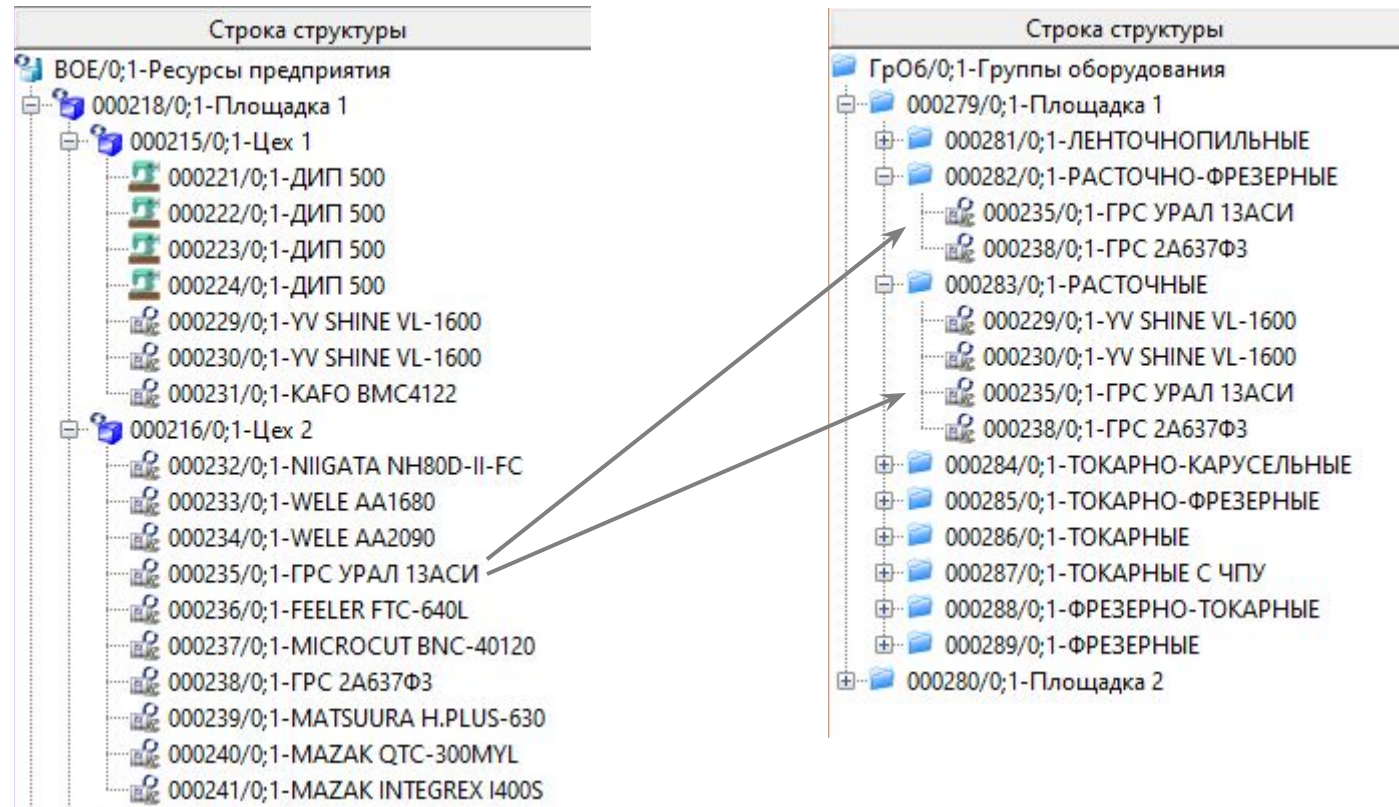 Строка структуры
ВОЕ/0;1-Ресурсы предприятия
000218/0;1-Площадка 1
000215/0;1-Цех 1
000221/0;1-ДИП 500
000222/0;1-ДИП 500
000223/0;1-ДИП 500
000224/0;1-ДИП 500
000229/0;1-YV SHINE VL-1600
000230/0;1-YV SHINE VL-1600
000231/0;1-KAFO BMC4122
000216/0;1-Цех 2
000232/0;1-NIIGATA NH80D-II-FC
000233/0;1-WELE AA1680
000234/0;1-WELE AA2090
000235/0;1-ГРС УРАЛ 13АСИ
000236/0;1-FEELER FTC-640L
000237/0;1-MICROCUT BNC-40120
000238/0;1-ГРС 2А637Ф3
000239/0;1-MATSUURA H.PLUS-630
000240/0;1-MAZAK QTC-300MYL
000241/0;1-MAZAK INTEGREX I400S
Строка структуры
ГрОб/0;1-Группы оборудования
000279/0;1-Площадка 1
000281/0;1-ЛЕНТОЧНОПИЛЬНЫЕ
000282/0;1-РАСТОЧНО-ФРЕЗЕРНЫЕ
000235/0;1-ГРС УРАЛ 13АСИ
000238/0;1-ГРС 2А637Ф3
000283/0;1-РАСТОЧНЫЕ
000229/0;1-YV SHINE VL-1600
000230/0;1-YV SHINE VL-1600
000235/0;1-ГРС УРАЛ 13АСИ
000238/0;1-ГРС 2А637Ф3
000284/0;1-ТОКАРНО-КАРУСЕЛЬНЫЕ
000285/0;1-ТОКАРНО-ФРЕЗЕРНЫЕ
000286/0;1-ТОКАРНЫЕ
000287/0;1-ТОКАРНЫЕ С ЧПУ
000288/0;1-ФРЕЗЕРНО-ТОКАРНЫЕ
000289/0;1-ФРЕЗЕРНЫЕ
000280/0;1-Площадка 2